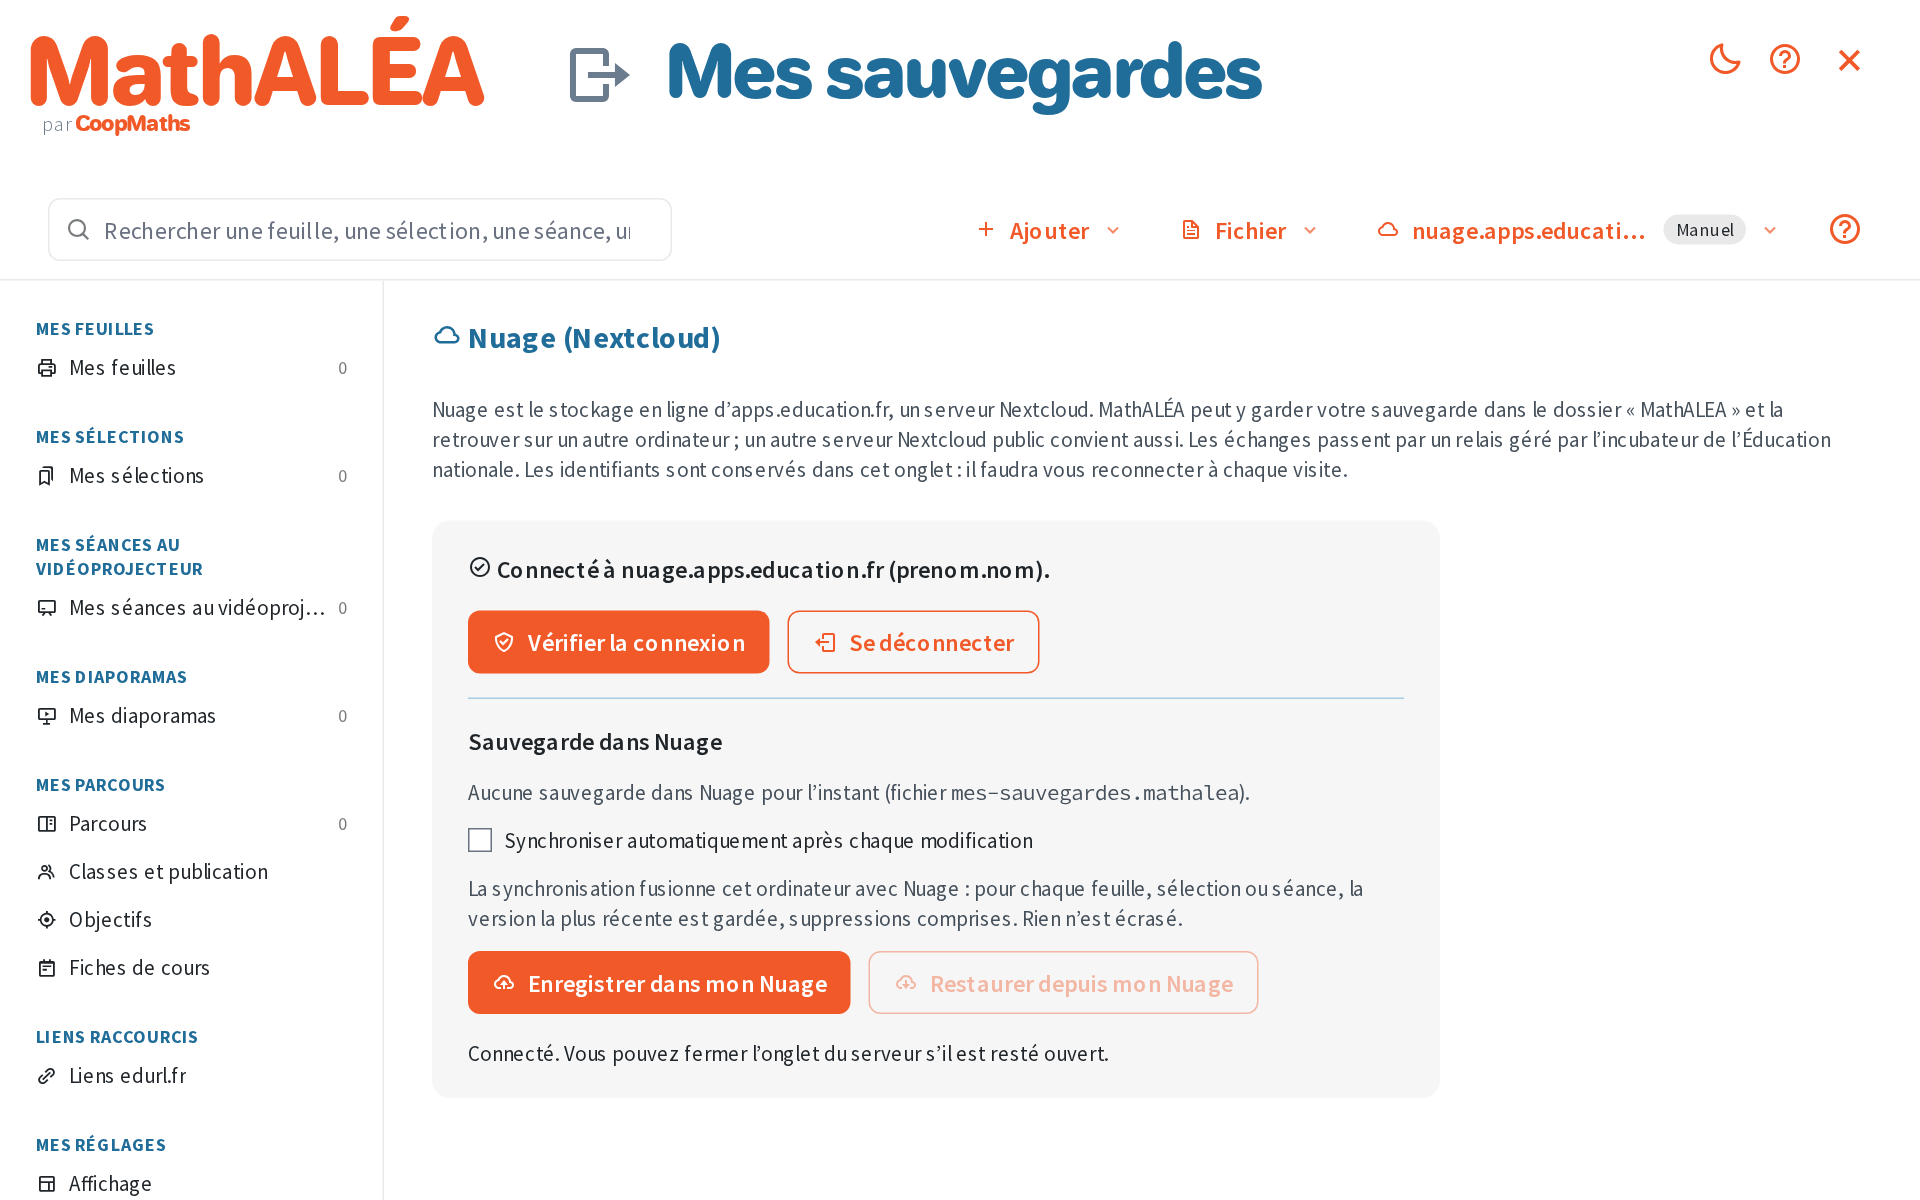 MathALÉA
par CoopMaths
Mes sauvegardes
Rechercher une feuille, une sélection, une séance, u
Ajouter
Fichier
nuage.apps.educati…
Manuel
MES FEUILLES
Mes feuilles 0
MES SÉLECTIONS
Mes sélections 0
MES SÉANCES AU
VIDÉOPROJECTEUR
Mes séances au vidéoproj… 0
MES DIAPORAMAS
Mes diaporamas 0
MES PARCOURS
Parcours 0
Classes et publication
Objectifs
Fiches de cours
LIENS RACCOURCIS
Liens edurl.fr
MES RÉGLAGES
Affichage
Nuage (Nextcloud)
Nuage est le stockage en ligne d’apps.education.fr, un serveur Nextcloud. MathALÉA peut y garder votre sauvegarde dans le dossier « MathALEA » et la
retrouver sur un autre ordinateur ; un autre serveur Nextcloud public convient aussi. Les échanges passent par un relais géré par l’incubateur de l’Éducation
nationale. Les identifiants sont conservés dans cet onglet : il faudra vous reconnecter à chaque visite.
Connecté à nuage.apps.education.fr (prenom.nom).
Vérifier la connexion
Se déconnecter
Sauvegarde dans Nuage
Aucune sauvegarde dans Nuage pour l’instant (fichier mes-sauvegardes.mathalea).
Synchroniser automatiquement après chaque modification
La synchronisation fusionne cet ordinateur avec Nuage : pour chaque feuille, sélection ou séance, la
version la plus récente est gardée, suppressions comprises. Rien n’est écrasé.
Enregistrer dans mon Nuage
Restaurer depuis mon Nuage
Connecté. Vous pouvez fermer l’onglet du serveur s’il est resté ouvert.